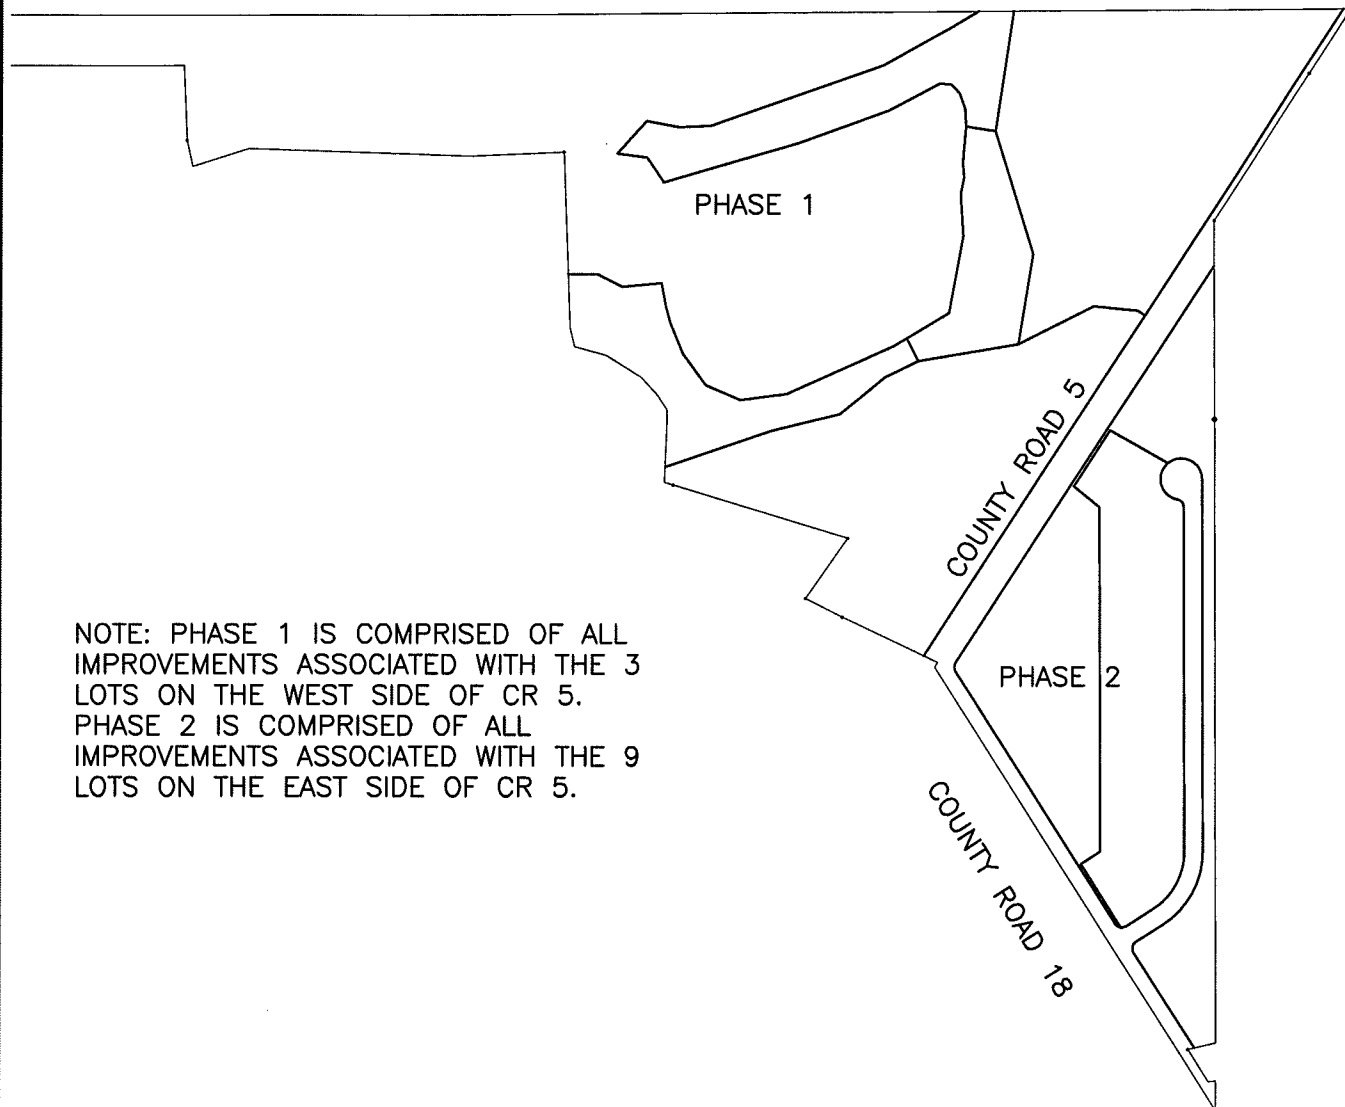 PHASE 1
COUNTY ROAD 5
NOTE: PHASE 1 IS COMPRISED OF ALL
IMPROVEMENTS ASSOCIATED WITH THE 3
LOTS ON THE WEST SIDE OF CR 5.
PHASE 2 IS COMPRISED OF ALL
IMPROVEMENTS ASSOCIATED WITH THE 9
LOTS ON THE EAST SIDE OF CR 5.
PHASE 2
COUNTY ROAD 18